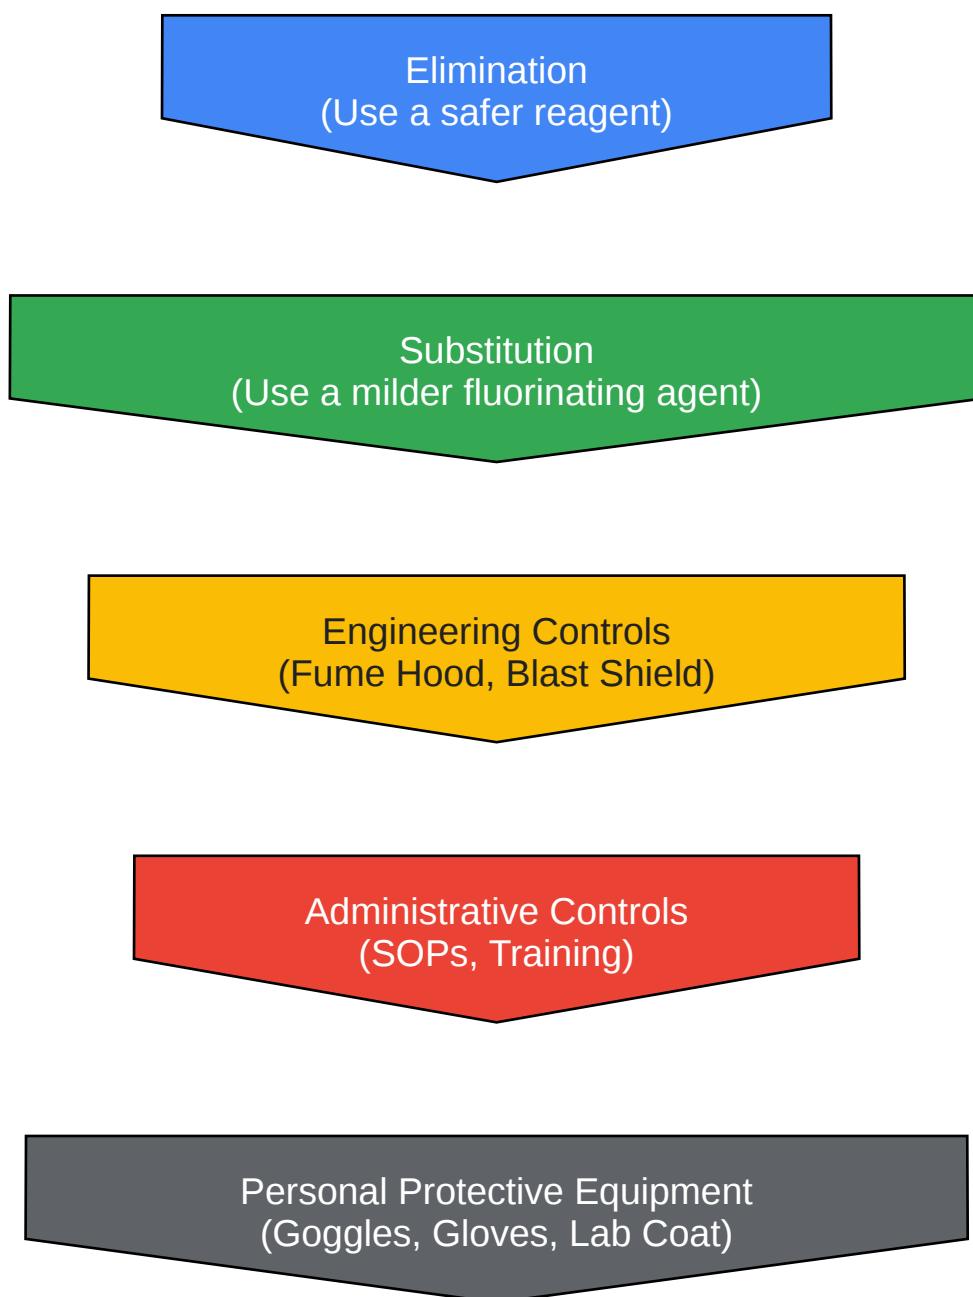 Elimination
(Use a safer reagent)
Substitution
(Use a milder fluorinating agent)
Engineering Controls
(Fume Hood, Blast Shield)
Administrative Controls
(SOPs, Training)
Personal Protective Equipment
(Goggles, Gloves, Lab Coat)